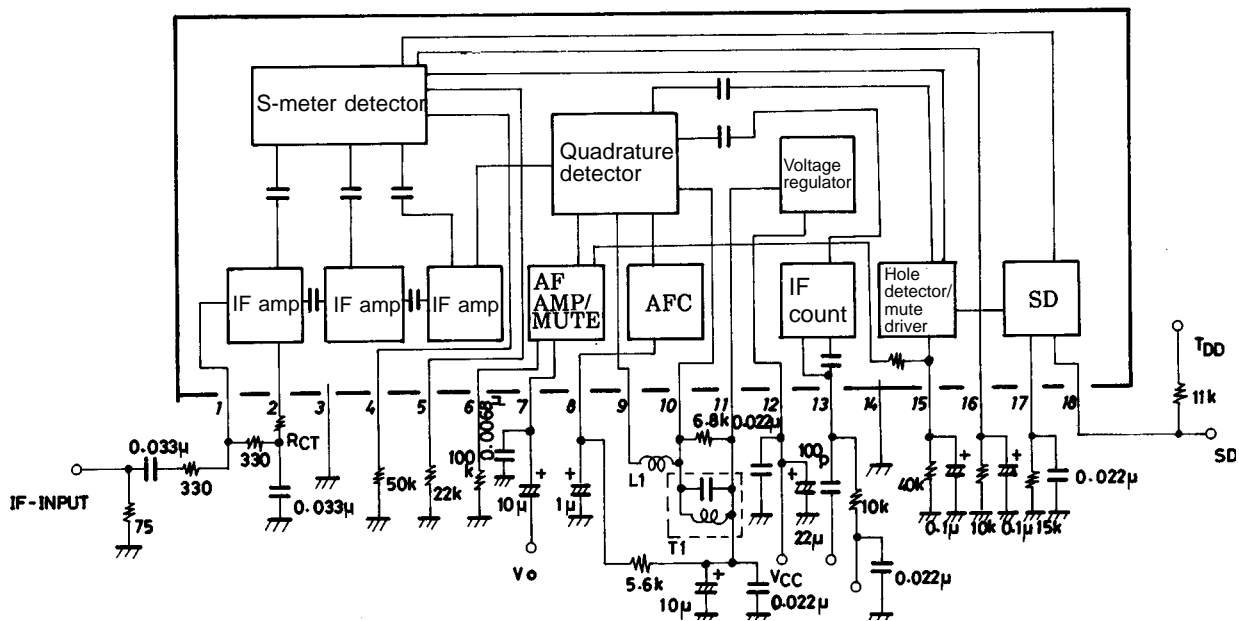 S-meter detector
Quadrature
detector
Voltage
regulator
IF amp
IF amp
IF amp
AF
AMP/
MUTE
AFC
IF
count
Hole
detector/
mute
driver
SD
TDD
11k
SD
1
2
3
4
5
6
7
8
9
10
11
12
13
14
15
16
17
18
RCT
330
0.033μ
330
IF-INPUT
75
0.033μ
50k
22k
100
k
0.0068μ
10μ
Vo
1μ
L1
6.8k
0.022μ
T1
5.6k
10μ
0.022μ
VCC
22μ
100
p
10k
0.022μ
40k
0.1μ
10k
0.1μ
15k
0.022μ